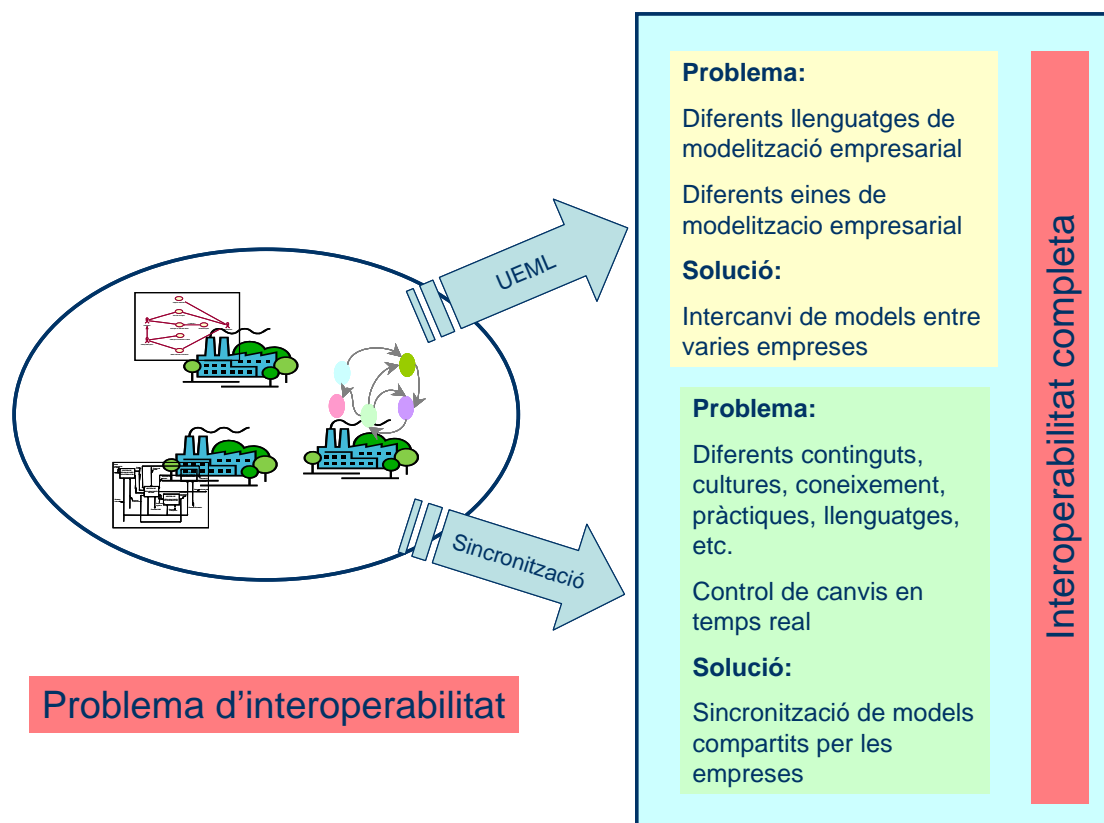 UEML
Sincronització
Problema d'interoperabilitat
Problema:
Diferents llenguatges de
modelització empresarial
Diferents eines de
modelitzacio empresarial
Solució:
Intercanvi de models entre
varies empreses
Problema:
Diferents continguts,
cultures, coneixement,
pràctiques, llenguatges,
etc.
Control de canvis en
temps real
Solució:
Sincronització de models
compartits per les
empreses
Interoperabilitat completa